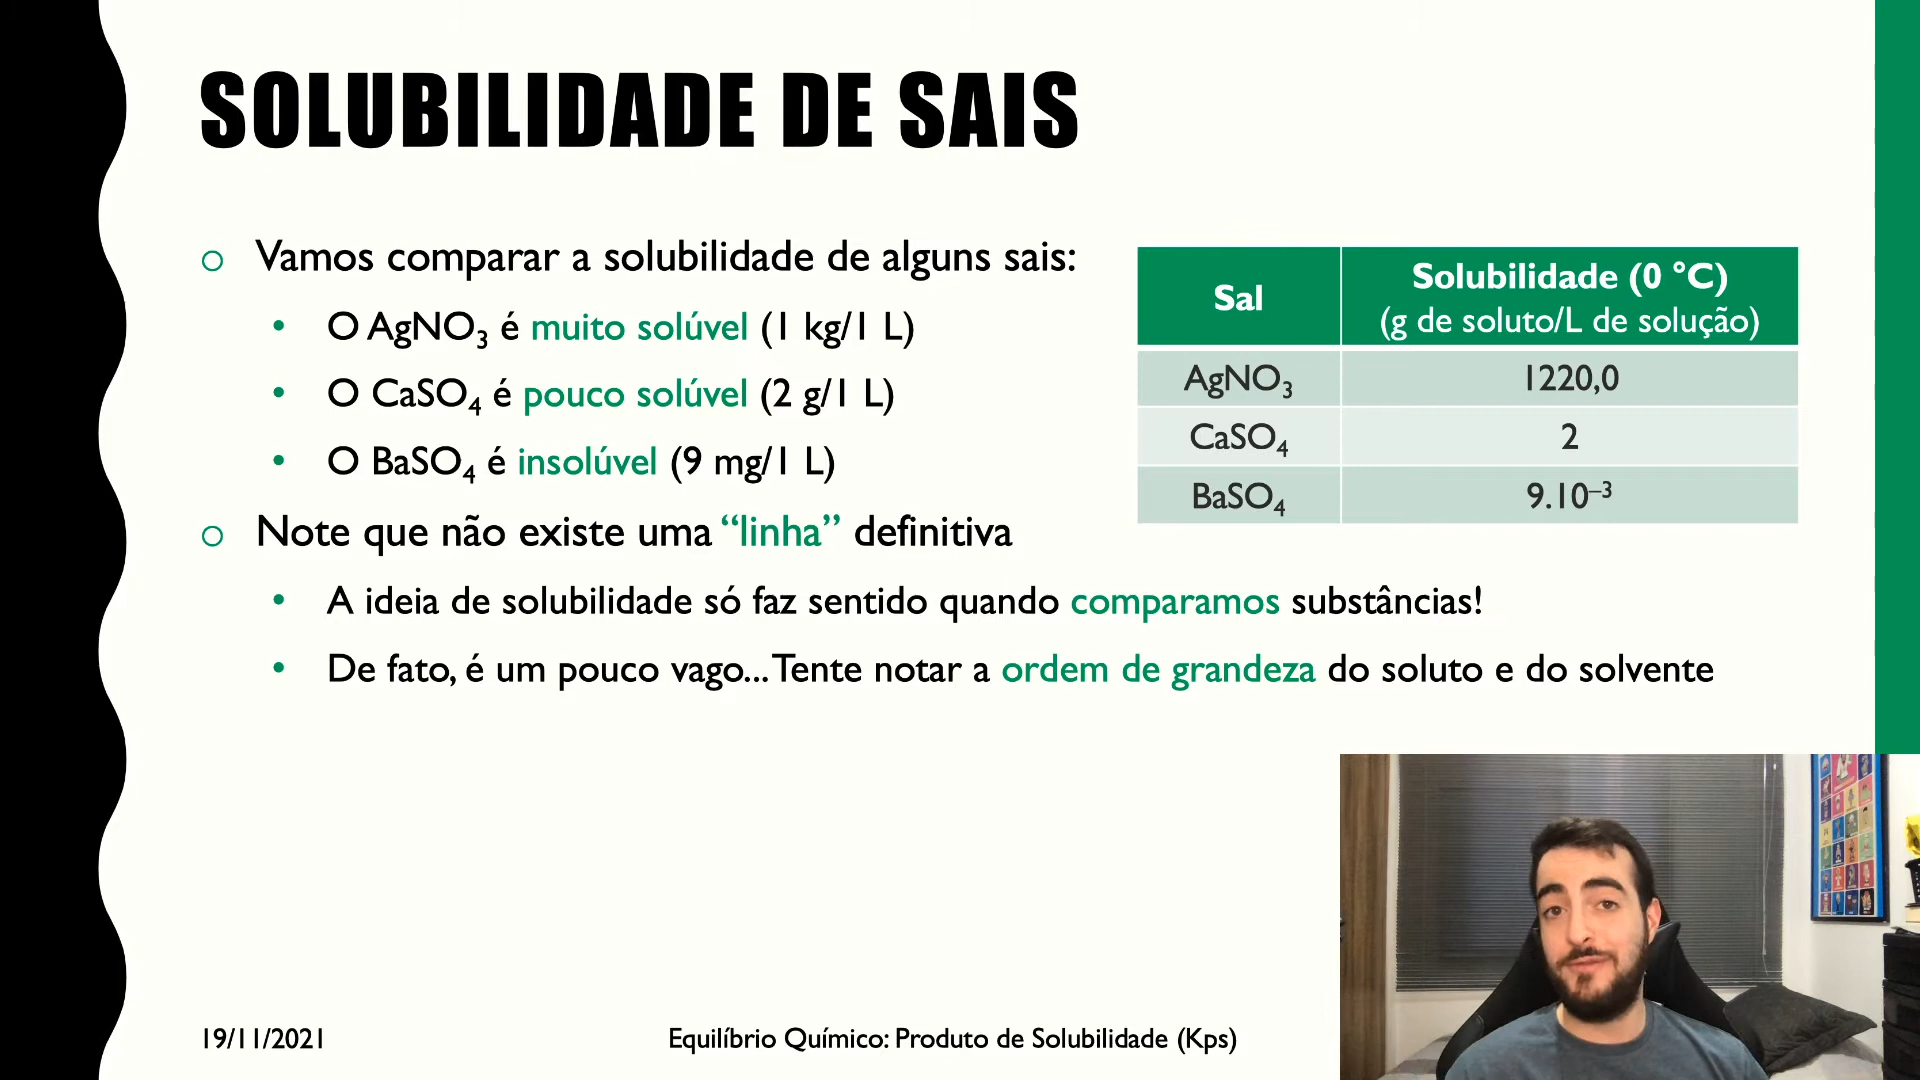 SOLUBILIDADE DE SAIS
Vamos comparar a solubilidade de alguns sais:
O AgNO₃ é muito solúvel (1 kg/1 L)
O CaSO₄ é pouco solúvel (2 g/1 L)
O BaSO₄ é insolúvel (9 mg/1 L)
Note que não existe uma “linha” definitiva
A ideia de solubilidade só faz sentido quando comparamos substâncias!
De fato, é um pouco vago... Tente notar a ordem de grandeza do soluto e do solvente
Sal
Solubilidade (0 °C)
(g de soluto/L de solução)
AgNO₃ 1220,0
CaSO₄ 2
BaSO₄ 9.10⁻³
19/11/2021
Equilíbrio Químico: Produto de Solubilidade (Kps)